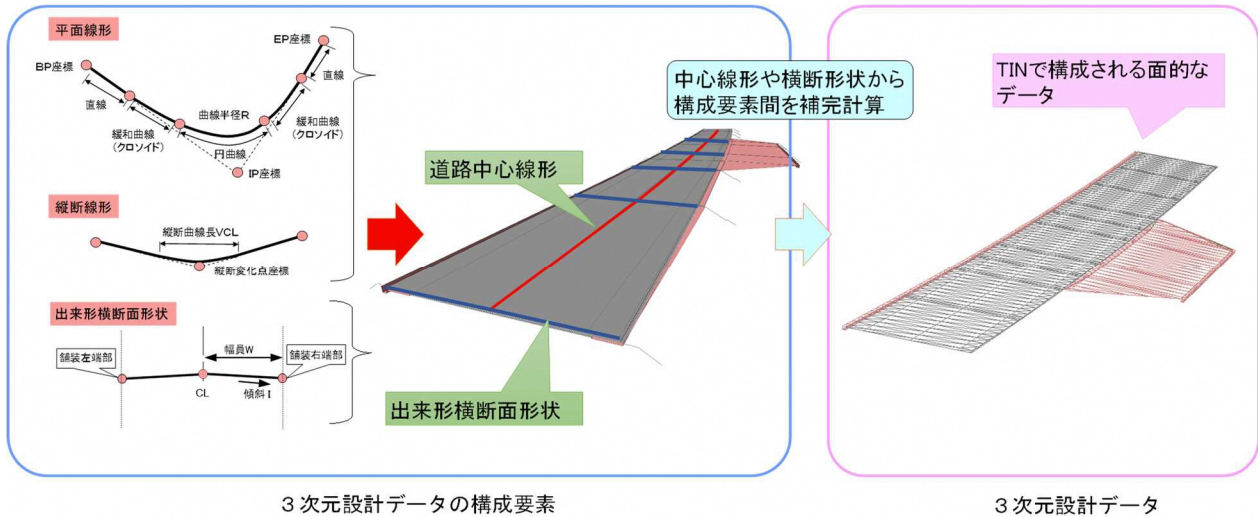 平面線形
BP座標
EP座標
直線
直線
曲線半径R
緩和曲線
(クロソイド)
緩和曲線
(クロソイド)
円曲線
IP座標
縦断線形
縦断曲線長VCL
縦断変化点座標
出来形横断面形状
幅員W
舗装左端部
舗装右端部
CL
傾斜 I
道路中心線形
出来形横断面形状
中心線形や横断形状から
構成要素間を補完計算
TINで構成される面的な
データ
3次元設計データの構成要素
3次元設計データ